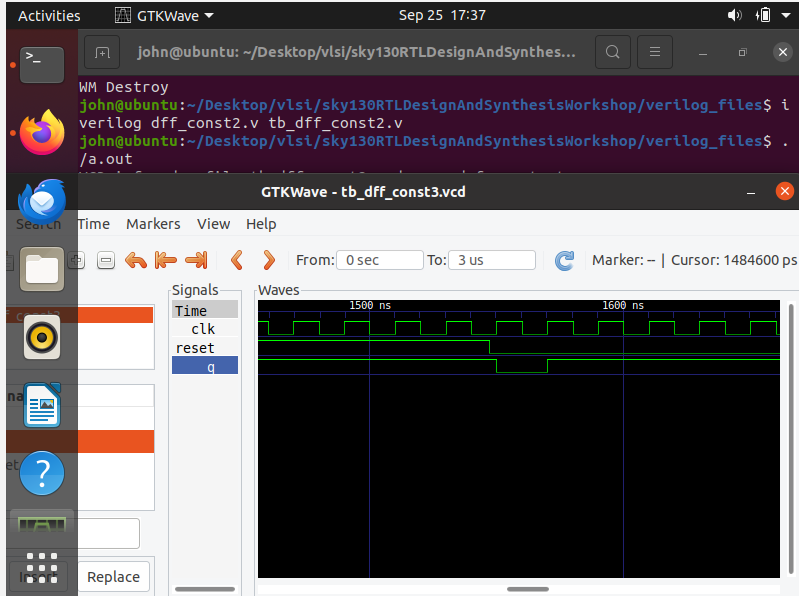 Activities GTKWave Sep 25 17:37
john@ubuntu: ~/Desktop/vlsi/sky130RTLDesignAndSynthes...
WM Destroy
john@ubuntu:~/Desktop/vlsi/sky130RTLDesignAndSynthesisWorkshop/verilog_files$ i
verilog dff_const2.v tb_dff_const2.v
john@ubuntu:~/Desktop/vlsi/sky130RTLDesignAndSynthesisWorkshop/verilog_files$ .
/a.out
GTKWave - tb_dff_const3.vcd
Search Time Markers View Help
From: 0 sec To: 3 us Marker: -- | Cursor: 1484600 ps
Signals Waves
Time 1500 ns 1600 ns
clk
reset
q
Insert Replace